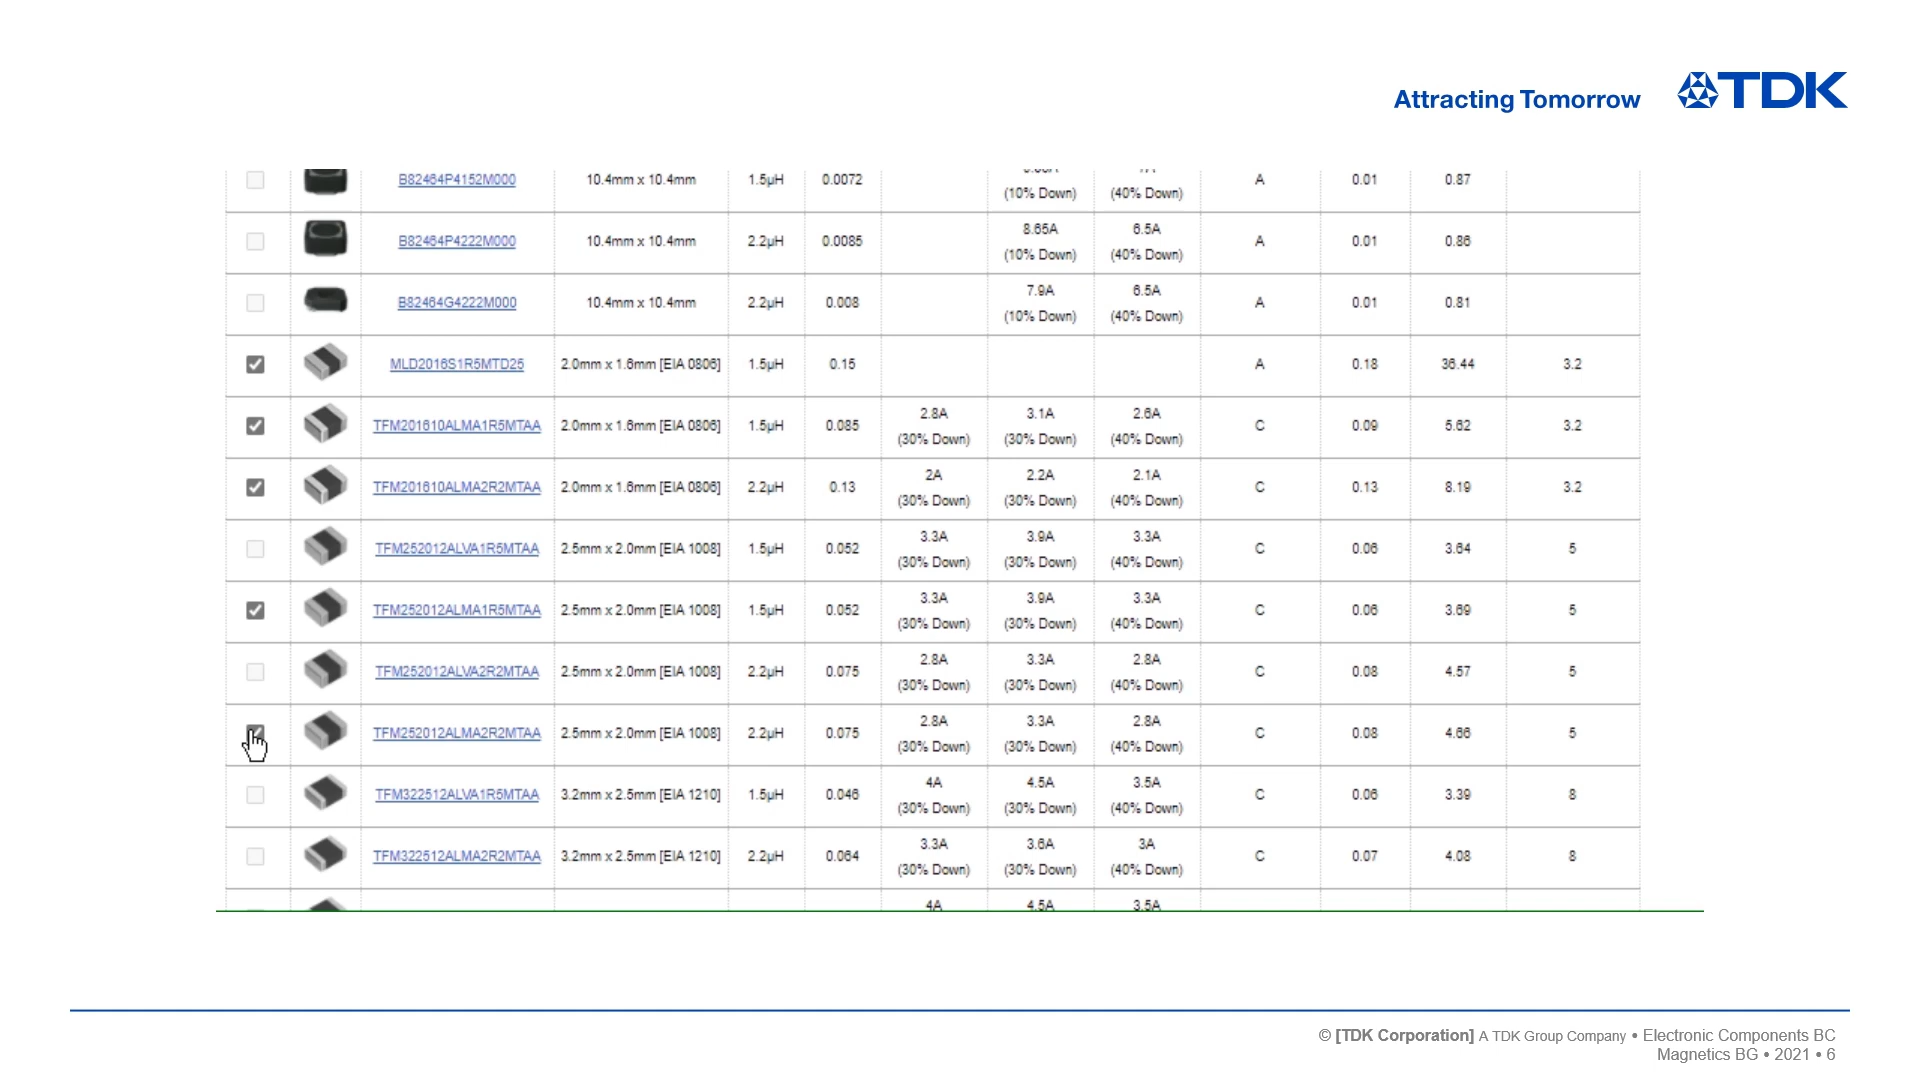 Attracting Tomorrow TDK
B82464P4152M000 10.4mm x 10.4mm 1.5µH 0.0072 (10% Down) (40% Down) A 0.01 0.87
B82464P4222M000 10.4mm x 10.4mm 2.2µH 0.0085 8.65A (10% Down) 6.5A (40% Down) A 0.01 0.86
B82464G4222M000 10.4mm x 10.4mm 2.2µH 0.008 7.9A (10% Down) 6.5A (40% Down) A 0.01 0.81
MLD2016S1R5MTD25 2.0mm x 1.6mm [EIA 0806] 1.5µH 0.15 A 0.18 36.44 3.2
TFM201610ALMA1R5MTAA 2.0mm x 1.6mm [EIA 0806] 1.5µH 0.085 2.8A (30% Down) 3.1A (30% Down) 2.6A (40% Down) C 0.09 5.62 3.2
TFM201610ALMA2R2MTAA 2.0mm x 1.6mm [EIA 0806] 2.2µH 0.13 2A (30% Down) 2.2A (30% Down) 2.1A (40% Down) C 0.13 8.19 3.2
TFM252012ALVA1R5MTAA 2.5mm x 2.0mm [EIA 1008] 1.5µH 0.052 3.3A (30% Down) 3.9A (30% Down) 3.3A (40% Down) C 0.06 3.64 5
TFM252012ALMA1R5MTAA 2.5mm x 2.0mm [EIA 1008] 1.5µH 0.052 3.3A (30% Down) 3.9A (30% Down) 3.3A (40% Down) C 0.06 3.69 5
TFM252012ALVA2R2MTAA 2.5mm x 2.0mm [EIA 1008] 2.2µH 0.075 2.8A (30% Down) 3.3A (30% Down) 2.8A (40% Down) C 0.08 4.57 5
TFM252012ALMA2R2MTAA 2.5mm x 2.0mm [EIA 1008] 2.2µH 0.075 2.8A (30% Down) 3.3A (30% Down) 2.8A (40% Down) C 0.08 4.66 5
TFM322512ALVA1R5MTAA 3.2mm x 2.5mm [EIA 1210] 1.5µH 0.046 4A (30% Down) 4.5A (30% Down) 3.5A (40% Down) C 0.06 3.39 8
TFM322512ALMA2R2MTAA 3.2mm x 2.5mm [EIA 1210] 2.2µH 0.064 3.3A (30% Down) 3.6A (30% Down) 3A (40% Down) C 0.07 4.08 8
4A 4.5A 3.5A
© [TDK Corporation] A TDK Group Company • Electronic Components BC
Magnetics BG • 2021 • 6